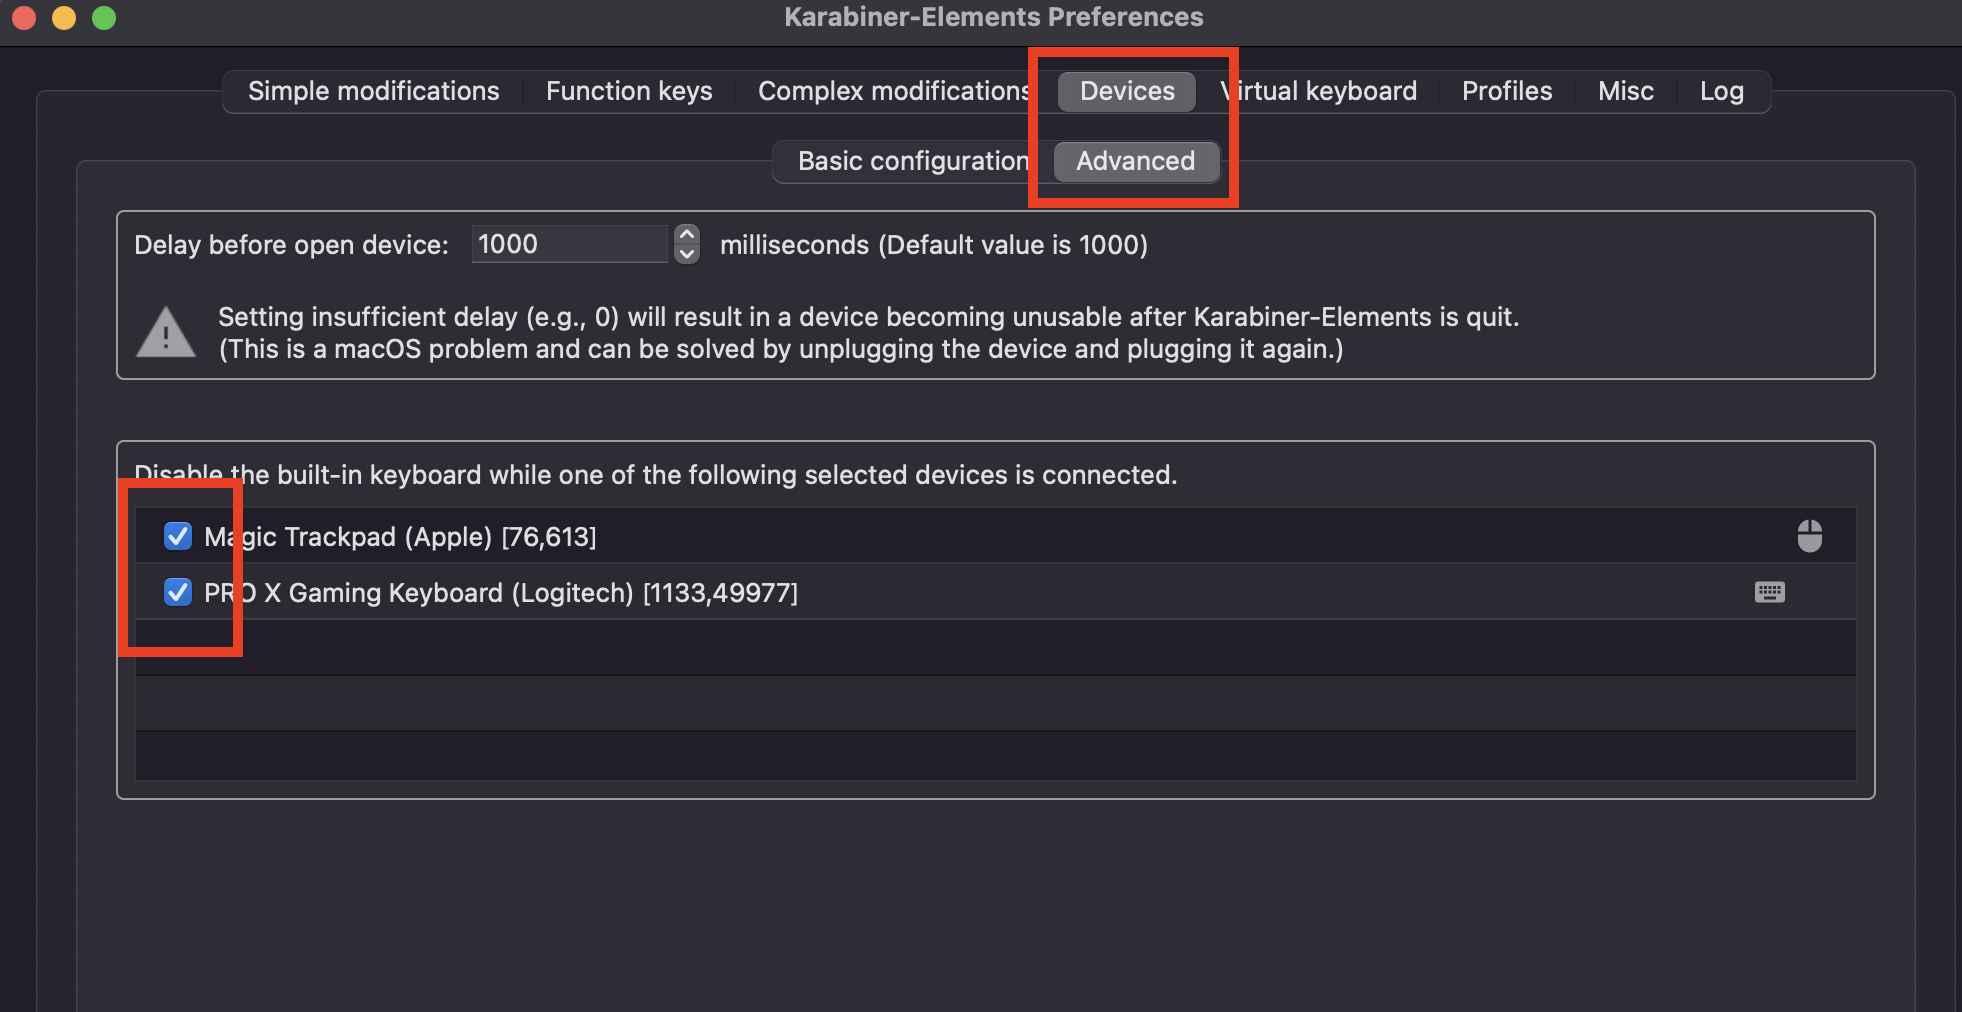 Karabiner-Elements Preferences
Simple modifications Function keys Complex modifications Devices Virtual keyboard Profiles Misc Log
Basic configuration Advanced
Delay before open device: 1000 milliseconds (Default value is 1000)
Setting insufficient delay (e.g., 0) will result in a device becoming unusable after Karabiner-Elements is quit.
(This is a macOS problem and can be solved by unplugging the device and plugging it again.)
Disable the built-in keyboard while one of the following selected devices is connected.
Magic Trackpad (Apple) [76,613]
PRO X Gaming Keyboard (Logitech) [1133,49977]